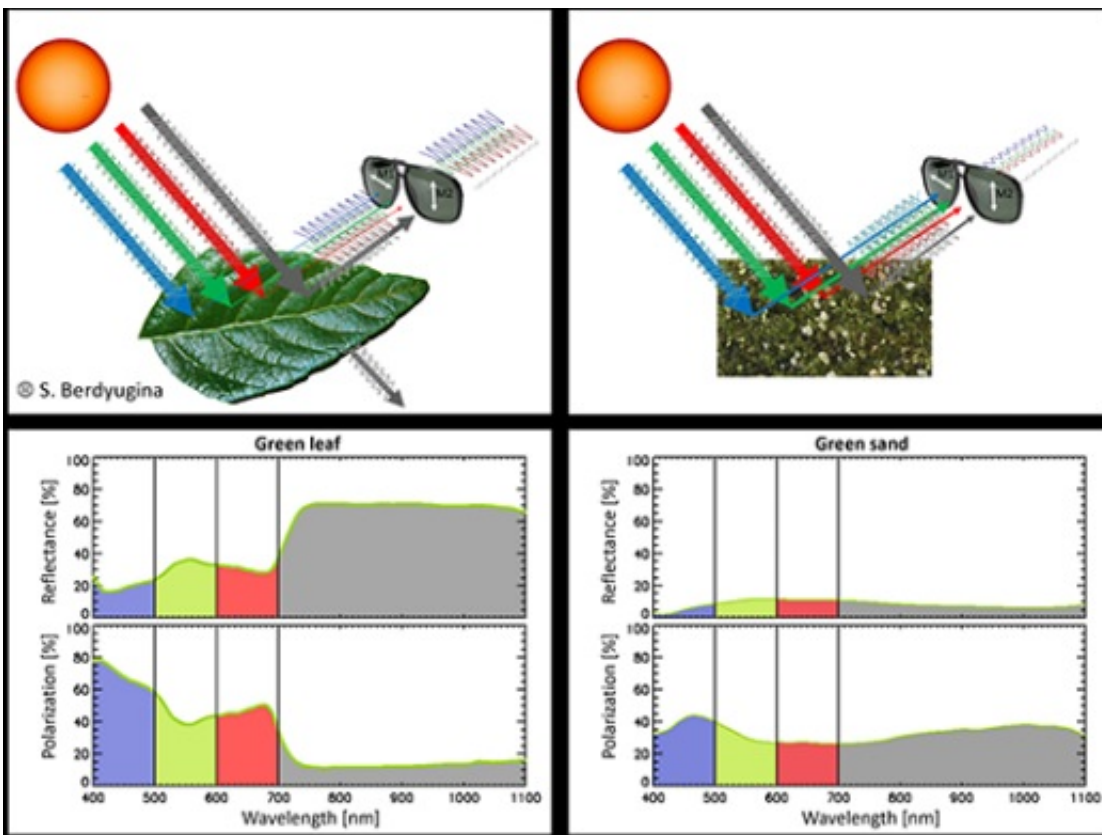 M1
M2
M1
M2
® S. Berdyugina
Green leaf
Green sand
Reflectance [%]
100
80
60
40
20
0
Reflectance [%]
100
80
60
40
20
0
Polarization [%]
100
80
60
40
20
0
Polarization [%]
100
80
60
40
20
0
400 500 600 700 800 900 1000 1100
Wavelength [nm]
400 500 600 700 800 900 1000 1100
Wavelength [nm]